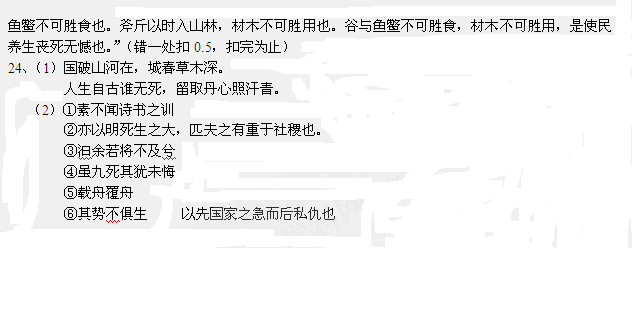 鱼鳖不可胜食也。斧斤以时入山林，材木不可胜用也。谷与鱼鳖不可胜食，材木不可胜用，是使民
养生丧死无憾也。”（错一处扣 0.5，扣完为止）
24、（1）国破山河在，城春草木深。
人生自古谁无死，留取丹心照汗青。
（2）①素不闻诗书之训
②亦以明死生之大，匹夫之有重于社稷也。
③汩余若将不及兮
④虽九死其犹未悔
⑤载舟覆舟
⑥其势不俱生 以先国家之急而后私仇也